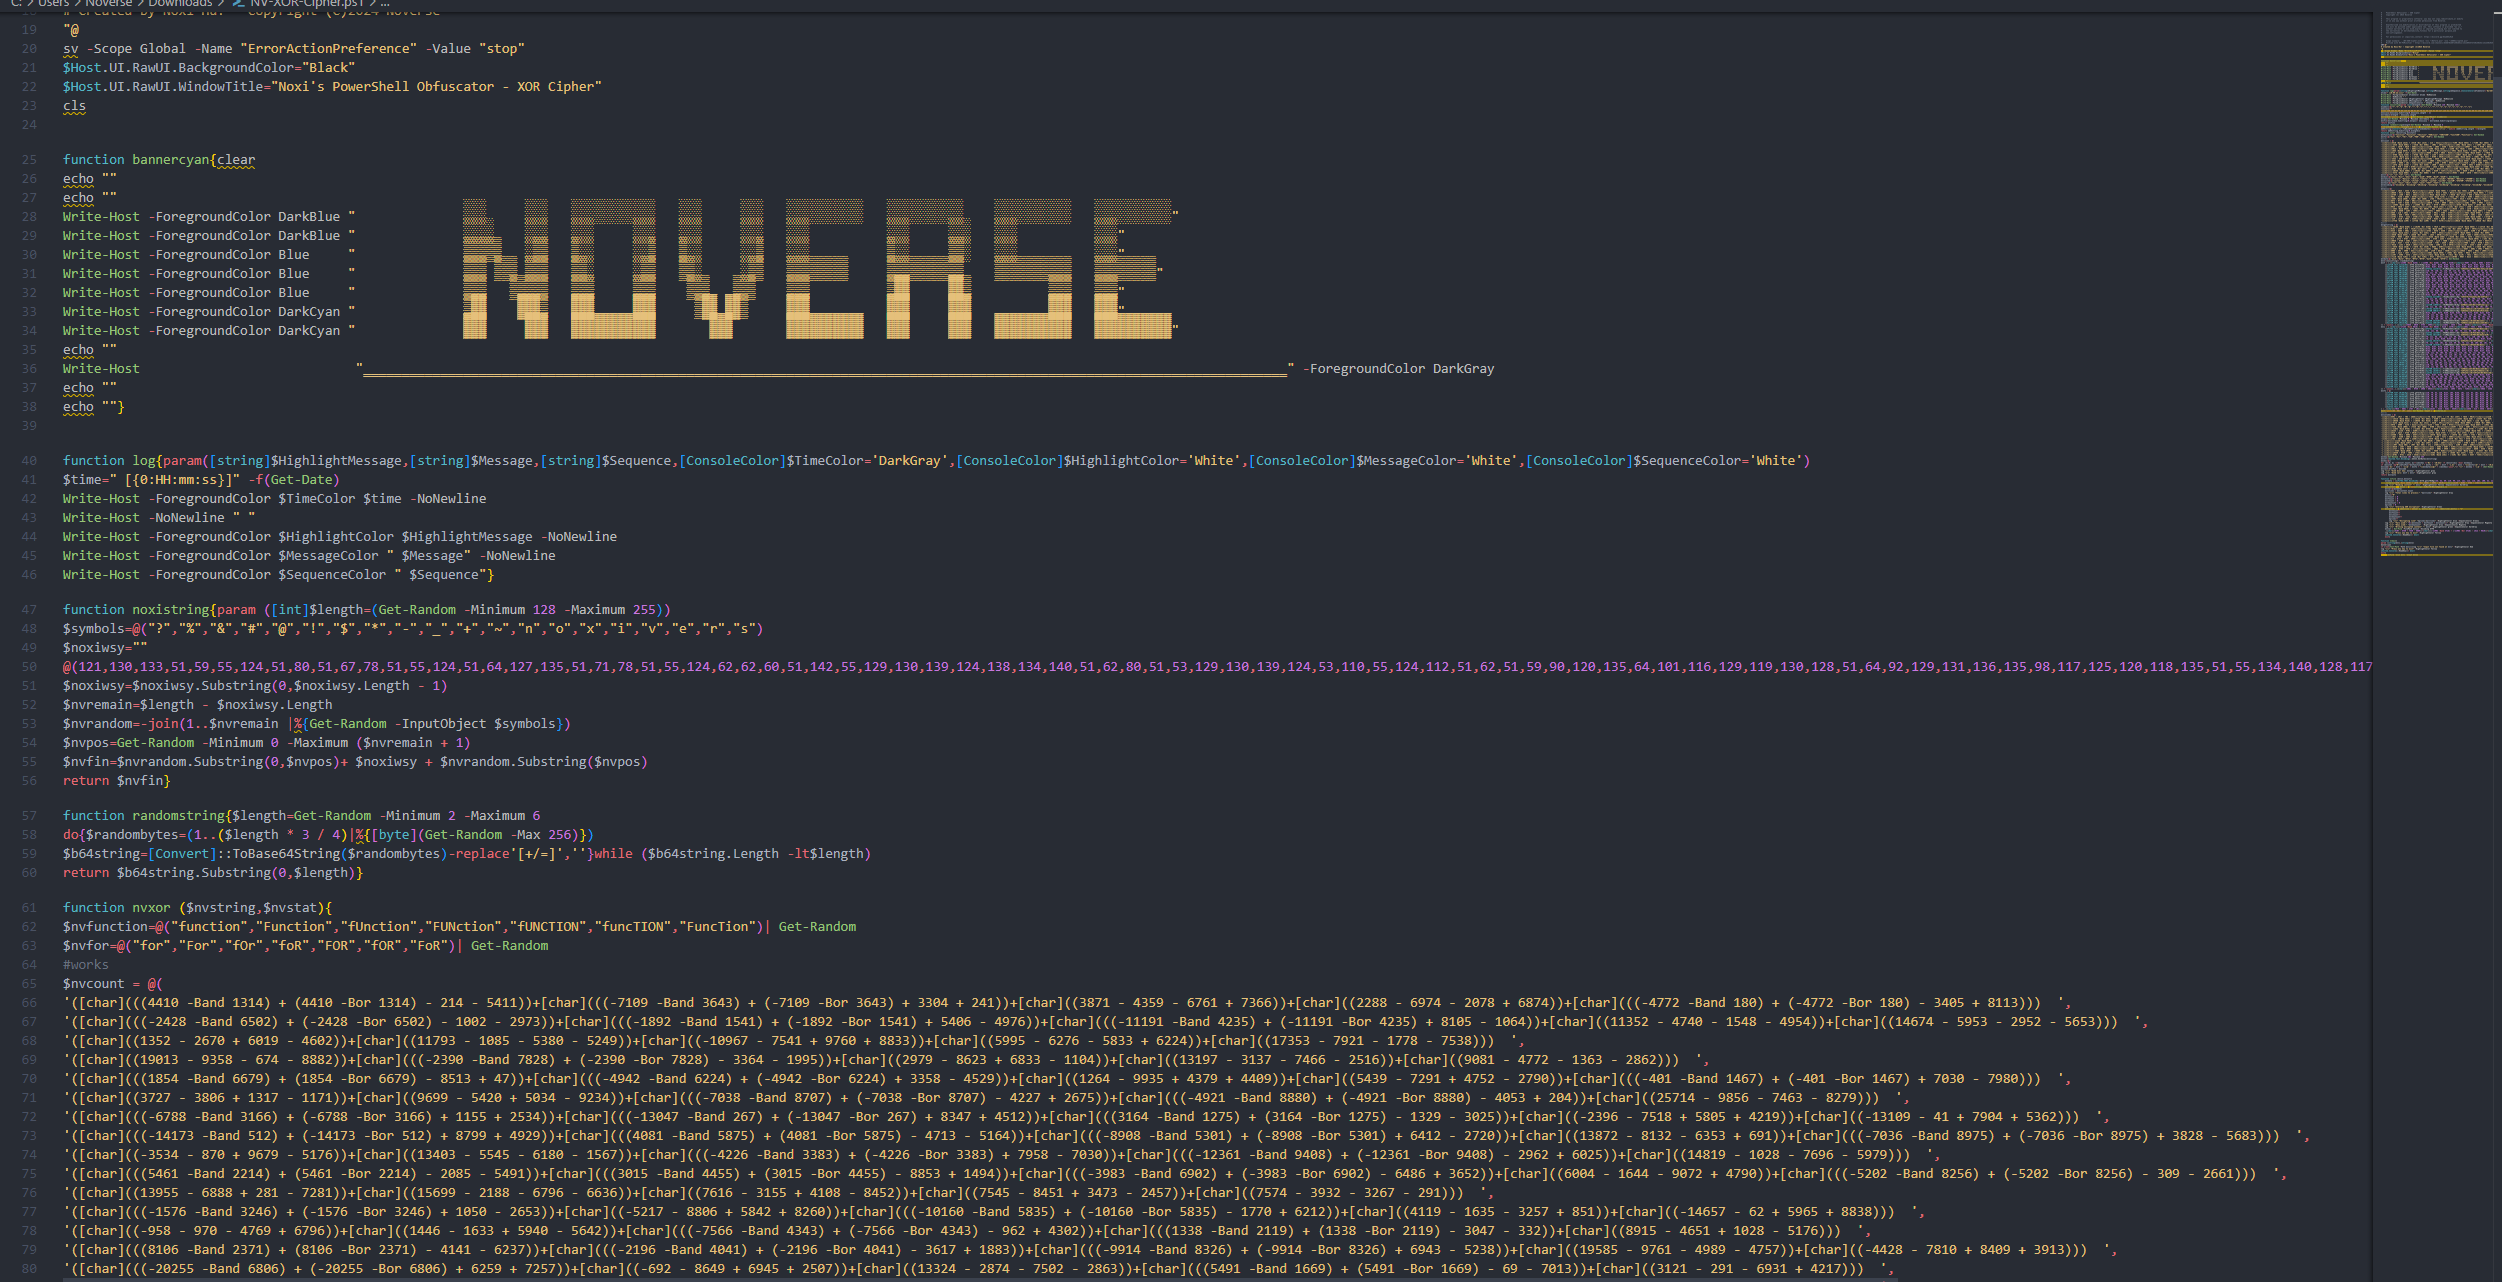 C: > Users > Noverse > Downloads > NV-XOR-Cipher.ps1 > ...
19 "@
20 sv -Scope Global -Name "ErrorActionPreference" -Value "stop"
21 $Host.UI.RawUI.BackgroundColor="Black"
22 $Host.UI.RawUI.WindowTitle="Noxi's PowerShell Obfuscator - XOR Cipher"
23 cls
24
25 function bannercyan{clear
26 echo ""
27 echo ""
28 Write-Host -ForegroundColor DarkBlue " "
29 Write-Host -ForegroundColor DarkBlue " "
30 Write-Host -ForegroundColor Blue " "
31 Write-Host -ForegroundColor Blue " "
32 Write-Host -ForegroundColor Blue " "
33 Write-Host -ForegroundColor DarkCyan " "
34 Write-Host -ForegroundColor DarkCyan " "
NOVERSE
35 echo ""
36 Write-Host "" -ForegroundColor DarkGray
37 echo ""
38 echo ""}
39
40 function log{param([string]$HighlightMessage,[string]$Message,[string]$Sequence,[ConsoleColor]$TimeColor='DarkGray',[ConsoleColor]$HighlightColor='White',[ConsoleColor]$MessageColor='White',[ConsoleColor]$SequenceColor='White')
41 $time=" [{0:HH:mm:ss}]" -f(Get-Date)
42 Write-Host -ForegroundColor $TimeColor $time -NoNewline
43 Write-Host -NoNewline " "
44 Write-Host -ForegroundColor $HighlightColor $HighlightMessage -NoNewline
45 Write-Host -ForegroundColor $MessageColor " $Message" -NoNewline
46 Write-Host -ForegroundColor $SequenceColor " $Sequence"}
47 function noxistring{param ([int]$length=(Get-Random -Minimum 128 -Maximum 255))
48 $symbols=@("?","%","&","#","@","!","$","*","-","_","+","~","n","o","x","i","v","e","r","s")
49 $noxiwsy=""
50 @(121,130,133,51,59,55,124,51,80,51,67,78,51,55,124,51,64,127,135,51,71,78,51,55,124,62,62,60,51,142,55,129,130,139,124,138,134,140,51,62,80,51,53,129,130,139,124,53,110,55,124,112,51,62,51,59,90,120,135,64,101,116,129,119,130,128,51,64,92,129,131,136,135,98,117,125,120,118,135,51,55,134,140,128,117
51 $noxiwsy=$noxiwsy.Substring(0,$noxiwsy.Length - 1)
52 $nvremain=$length - $noxiwsy.Length
53 $nvrandom=-join(1..$nvremain |%{Get-Random -InputObject $symbols})
54 $nvpos=Get-Random -Minimum 0 -Maximum ($nvremain + 1)
55 $nvfin=$nvrandom.Substring(0,$nvpos)+ $noxiwsy + $nvrandom.Substring($nvpos)
56 return $nvfin}
57 function randomstring{$length=Get-Random -Minimum 2 -Maximum 6
58 do{$randombytes=(1..($length * 3 / 4)|%{[byte](Get-Random -Max 256)})
59 $b64string=[Convert]::ToBase64String($randombytes)-replace'[+/=]',''}while ($b64string.Length -lt$length)
60 return $b64string.Substring(0,$length)}
61 function nvxor ($nvstring,$nvstat){
62 $nvfunction=@("function","Function","fUnction","FUNction","fUNCTION","funcTION","FuncTion")| Get-Random
63 $nvfor=@("for","For","fOr","foR","FOR","fOR","FoR")| Get-Random
64 #works
65 $nvcount = @(
66 '([char](((4410 -Band 1314) + (4410 -Bor 1314) - 214 - 5411))+[char](((-7109 -Band 3643) + (-7109 -Bor 3643) + 3304 + 241))+[char]((3871 - 4359 - 6761 + 7366))+[char]((2288 - 6974 - 2078 + 6874))+[char](((-4772 -Band 180) + (-4772 -Bor 180) - 3405 + 8113))) ',
67 '([char](((-2428 -Band 6502) + (-2428 -Bor 6502) - 1002 - 2973))+[char](((-1892 -Band 1541) + (-1892 -Bor 1541) + 5406 - 4976))+[char](((-11191 -Band 4235) + (-11191 -Bor 4235) + 8105 - 1064))+[char]((11352 - 4740 - 1548 - 4954))+[char]((14674 - 5953 - 2952 - 5653))) ',
68 '([char]((1352 - 2670 + 6019 - 4602))+[char]((11793 - 1085 - 5380 - 5249))+[char]((-10967 - 7541 + 9760 + 8833))+[char]((5995 - 6276 - 5833 + 6224))+[char]((17353 - 7921 - 1778 - 7538))) ',
69 '([char]((19013 - 9358 - 674 - 8882))+[char](((-2390 -Band 7828) + (-2390 -Bor 7828) - 3364 - 1995))+[char]((2979 - 8623 + 6833 - 1104))+[char]((13197 - 3137 - 7466 - 2516))+[char]((9081 - 4772 - 1363 - 2862))) ',
70 '([char](((1854 -Band 6679) + (1854 -Bor 6679) - 8513 + 47))+[char](((-4942 -Band 6224) + (-4942 -Bor 6224) + 3358 - 4529))+[char]((1264 - 9935 + 4379 + 4409))+[char]((5439 - 7291 + 4752 - 2790))+[char](((-401 -Band 1467) + (-401 -Bor 1467) + 7030 - 7980))) ',
71 '([char]((3727 - 3806 + 1317 - 1171))+[char]((9699 - 5420 + 5034 - 9234))+[char](((-7038 -Band 8707) + (-7038 -Bor 8707) - 4227 + 2675))+[char](((-4921 -Band 8880) + (-4921 -Bor 8880) - 4053 + 204))+[char]((25714 - 9856 - 7463 - 8279))) ',
72 '([char](((-6788 -Band 3166) + (-6788 -Bor 3166) + 1155 + 2534))+[char](((-13047 -Band 267) + (-13047 -Bor 267) + 8347 + 4512))+[char](((3164 -Band 1275) + (3164 -Bor 1275) - 1329 - 3025))+[char]((-2396 - 7518 + 5805 + 4219))+[char]((-13109 - 41 + 7904 + 5362))) ',
73 '([char](((-14173 -Band 512) + (-14173 -Bor 512) + 8799 + 4929))+[char](((4081 -Band 5875) + (4081 -Bor 5875) - 4713 - 5164))+[char](((-8908 -Band 5301) + (-8908 -Bor 5301) + 6412 - 2720))+[char]((13872 - 8132 - 6353 + 691))+[char](((-7036 -Band 8975) + (-7036 -Bor 8975) + 3828 - 5683))) ',
74 '([char]((-3534 - 870 + 9679 - 5176))+[char]((13403 - 5545 - 6180 - 1567))+[char](((-4226 -Band 3383) + (-4226 -Bor 3383) + 7958 - 7030))+[char](((-12361 -Band 9408) + (-12361 -Bor 9408) - 2962 + 6025))+[char]((14819 - 1028 - 7696 - 5979))) ',
75 '([char](((5461 -Band 2214) + (5461 -Bor 2214) - 2085 - 5491))+[char](((3015 -Band 4455) + (3015 -Bor 4455) - 8853 + 1494))+[char](((-3983 -Band 6902) + (-3983 -Bor 6902) - 6486 + 3652))+[char]((6004 - 1644 - 9072 + 4790))+[char](((-5202 -Band 8256) + (-5202 -Bor 8256) - 309 - 2661))) ',
76 '([char]((13955 - 6888 + 281 - 7281))+[char]((15699 - 2188 - 6796 - 6636))+[char]((7616 - 3155 + 4108 - 8452))+[char]((7545 - 8451 + 3473 - 2457))+[char]((7574 - 3932 - 3267 - 291))) ',
77 '([char](((-1576 -Band 3246) + (-1576 -Bor 3246) + 1050 - 2653))+[char]((-5217 - 8806 + 5842 + 8260))+[char](((-10160 -Band 5835) + (-10160 -Bor 5835) - 1770 + 6212))+[char]((4119 - 1635 - 3257 + 851))+[char]((-14657 - 62 + 5965 + 8838))) ',
78 '([char]((-958 - 970 - 4769 + 6796))+[char]((1446 - 1633 + 5940 - 5642))+[char](((-7566 -Band 4343) + (-7566 -Bor 4343) - 962 + 4302))+[char](((1338 -Band 2119) + (1338 -Bor 2119) - 3047 - 332))+[char]((8915 - 4651 + 1028 - 5176))) ',
79 '([char](((8106 -Band 2371) + (8106 -Bor 2371) - 4141 - 6237))+[char](((-2196 -Band 4041) + (-2196 -Bor 4041) - 3617 + 1883))+[char](((-9914 -Band 8326) + (-9914 -Bor 8326) + 6943 - 5238))+[char]((19585 - 9761 - 4989 - 4757))+[char]((-4428 - 7810 + 8409 + 3913))) ',
80 '([char](((-20255 -Band 6806) + (-20255 -Bor 6806) + 6259 + 7257))+[char]((-692 - 8649 + 6945 + 2507))+[char]((13324 - 2874 - 7502 - 2863))+[char](((5491 -Band 1669) + (5491 -Bor 1669) - 69 - 7013))+[char]((3121 - 291 - 6931 + 4217))) ',